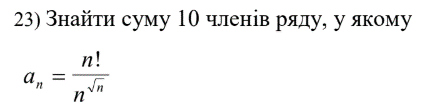 23) Знайти суму 10 членів ряду, у якому
aₙ = n! / n^√n